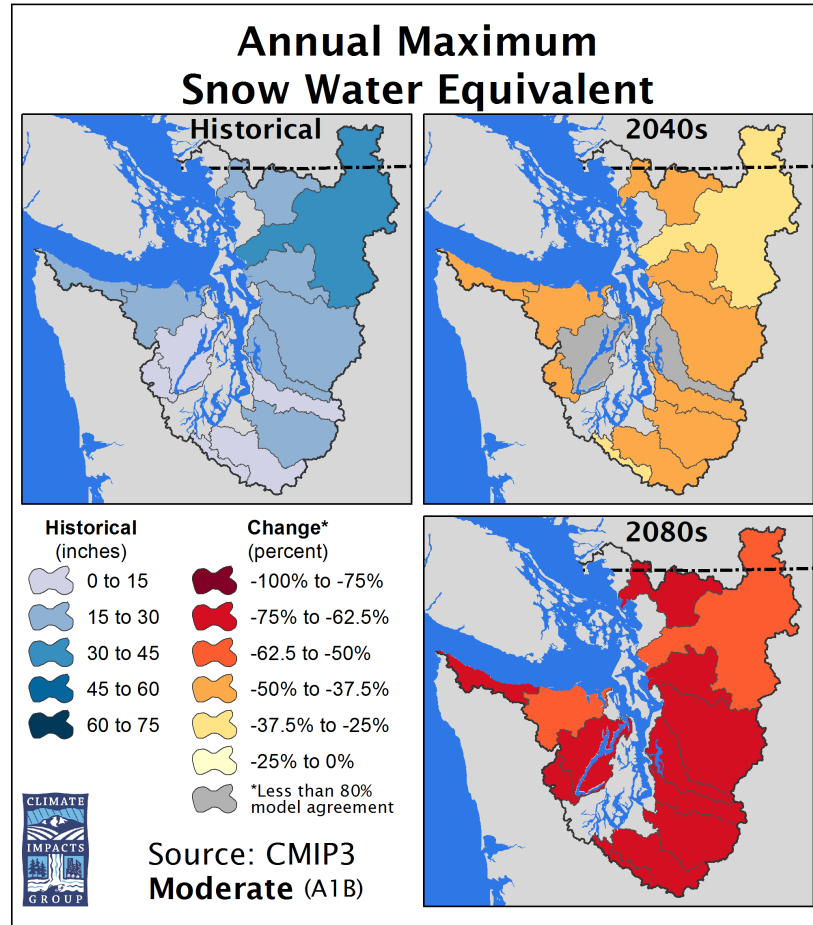 Annual Maximum
Snow Water Equivalent
Historical
2040s
Historical
(inches)
0 to 15
15 to 30
30 to 45
45 to 60
60 to 75
Change*
(percent)
-100% to -75%
-75% to -62.5%
-62.5 to -50%
-50% to -37.5%
-37.5% to -25%
-25% to 0%
*Less than 80%
model agreement
2080s
CLIMATE
IMPACTS
GROUP
Source: CMIP3
Moderate (A1B)